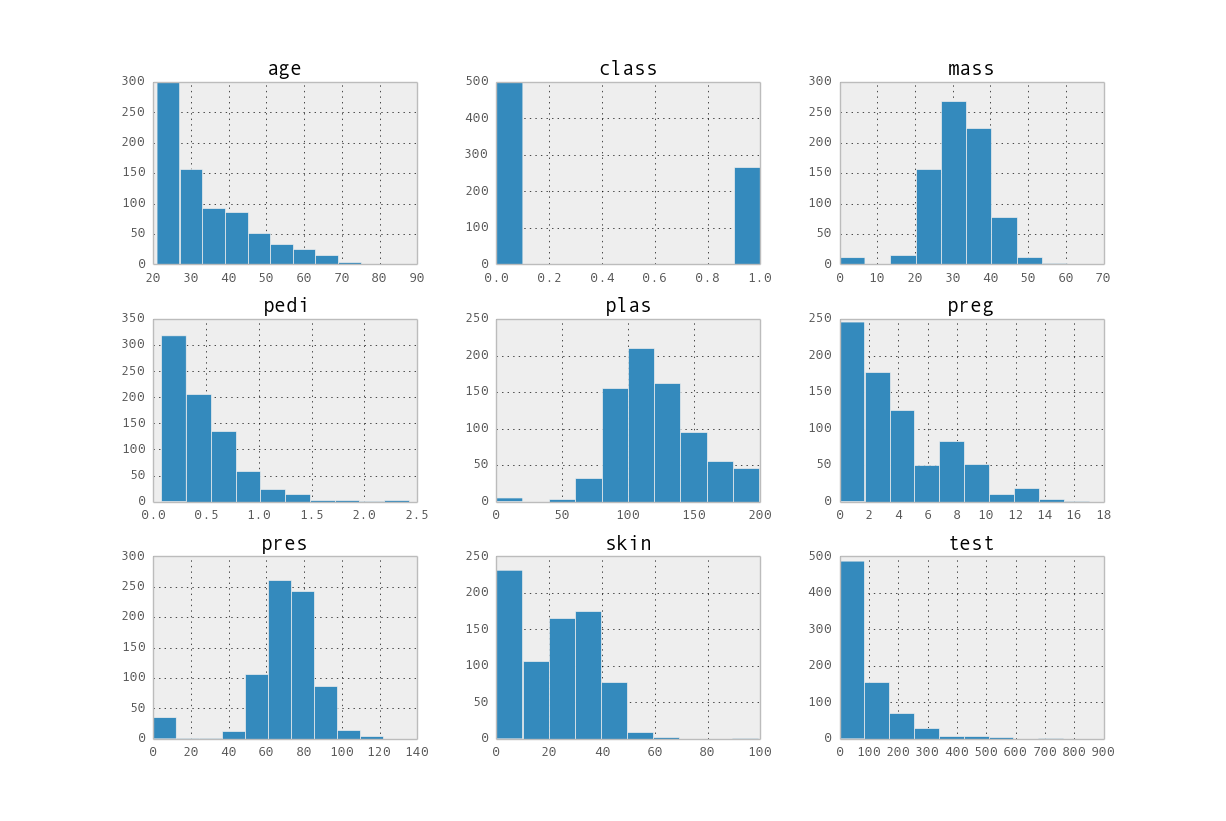 age class mass
300 500 300
250 400 250
200 300 200
150 200 150
100 100 100
50 50
0 0 0
20 30 40 50 60 70 80 90 0.0 0.2 0.4 0.6 0.8 1.0 0 10 20 30 40 50 60 70
pedi plas preg
350 250 250
300 200 200
250 150 150
200 100 100
150 50 50
100
50
0 0 0
0.0 0.5 1.0 1.5 2.0 2.5 0 50 100 150 200 0 2 4 6 8 10 12 14 16 18
pres skin test
300 250 500
250 200 400
200 150 300
150 100 200
100 50 100
50
0 0 0
0 20 40 60 80 100 120 140 0 20 40 60 80 100 0 100 200 300 400 500 600 700 800 900